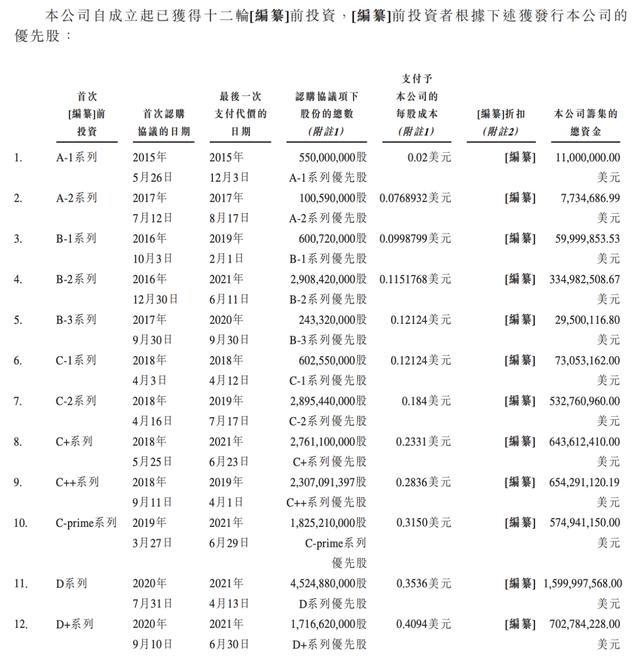 本公司自成立起已獲得十二輪[編纂]前投資，[編纂]前投資者根據下述獲發行本公司的
優先股：
首次
[編纂]前
投資
首次認購
協議的日期
最後一次
支付代價的
日期
認購協議項下
股份的總數
(附註1)
支付予
本公司的
每股成本
(附註1)
[編纂]折扣
(附註2)
本公司籌集的
總資金
1. A-1系列 2015年 2015年 550,000,000股 0.02美元 [編纂] 11,000,000.00
5月26日 12月3日 A-1系列優先股 美元
2. A-2系列 2017年 2017年 100,590,000股 0.0768932美元 [編纂] 7,734,686.99
7月12日 8月17日 A-2系列優先股 美元
3. B-1系列 2016年 2019年 600,720,000股 0.0998799美元 [編纂] 59,999,853.53
10月3日 2月1日 B-1系列優先股 美元
4. B-2系列 2016年 2021年 2,908,420,000股 0.1151768美元 [編纂] 334,982,508.67
12月30日 6月11日 B-2系列優先股 美元
5. B-3系列 2017年 2020年 243,320,000股 0.12124美元 [編纂] 29,500,116.80
9月30日 9月30日 B-3系列優先股 美元
6. C-1系列 2018年 2018年 602,550,000股 0.12124美元 [編纂] 73,053,162.00
4月3日 4月12日 C-1系列優先股 美元
7. C-2系列 2018年 2019年 2,895,440,000股 0.184美元 [編纂] 532,760,960.00
4月16日 7月17日 C-2系列優先股 美元
8. C+系列 2018年 2021年 2,761,100,000股 0.2331美元 [編纂] 643,612,410.00
5月25日 6月23日 C+系列優先股 美元
9. C++系列 2018年 2019年 2,307,091,397股 0.2836美元 [編纂] 654,291,120.19
9月11日 4月1日 C++系列優先股 美元
10. C-prime系列 2019年 2021年 1,825,210,000股 0.3150美元 [編纂] 574,941,150.00
3月27日 6月29日 C-prime系列 美元
優先股
11. D系列 2020年 2021年 4,524,880,000股 0.3536美元 [編纂] 1,599,997,568.00
7月31日 4月13日 D系列優先股 美元
12. D+系列 2020年 2021年 1,716,620,000股 0.4094美元 [編纂] 702,784,228.00
9月10日 6月30日 D+系列優先股 美元